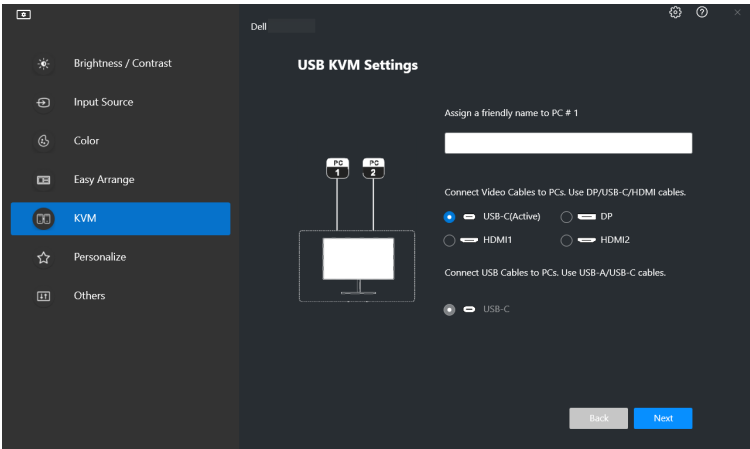 Dell
Brightness / Contrast
Input Source
Color
Easy Arrange
KVM
Personalize
Others
USB KVM Settings
PC
1
PC
2
Assign a friendly name to PC # 1
Connect Video Cables to PCs. Use DP/USB-C/HDMI cables.
USB-C(Active)
DP
HDMI1
HDMI2
Connect USB Cables to PCs. Use USB-A/USB-C cables.
USB-C
Back
Next